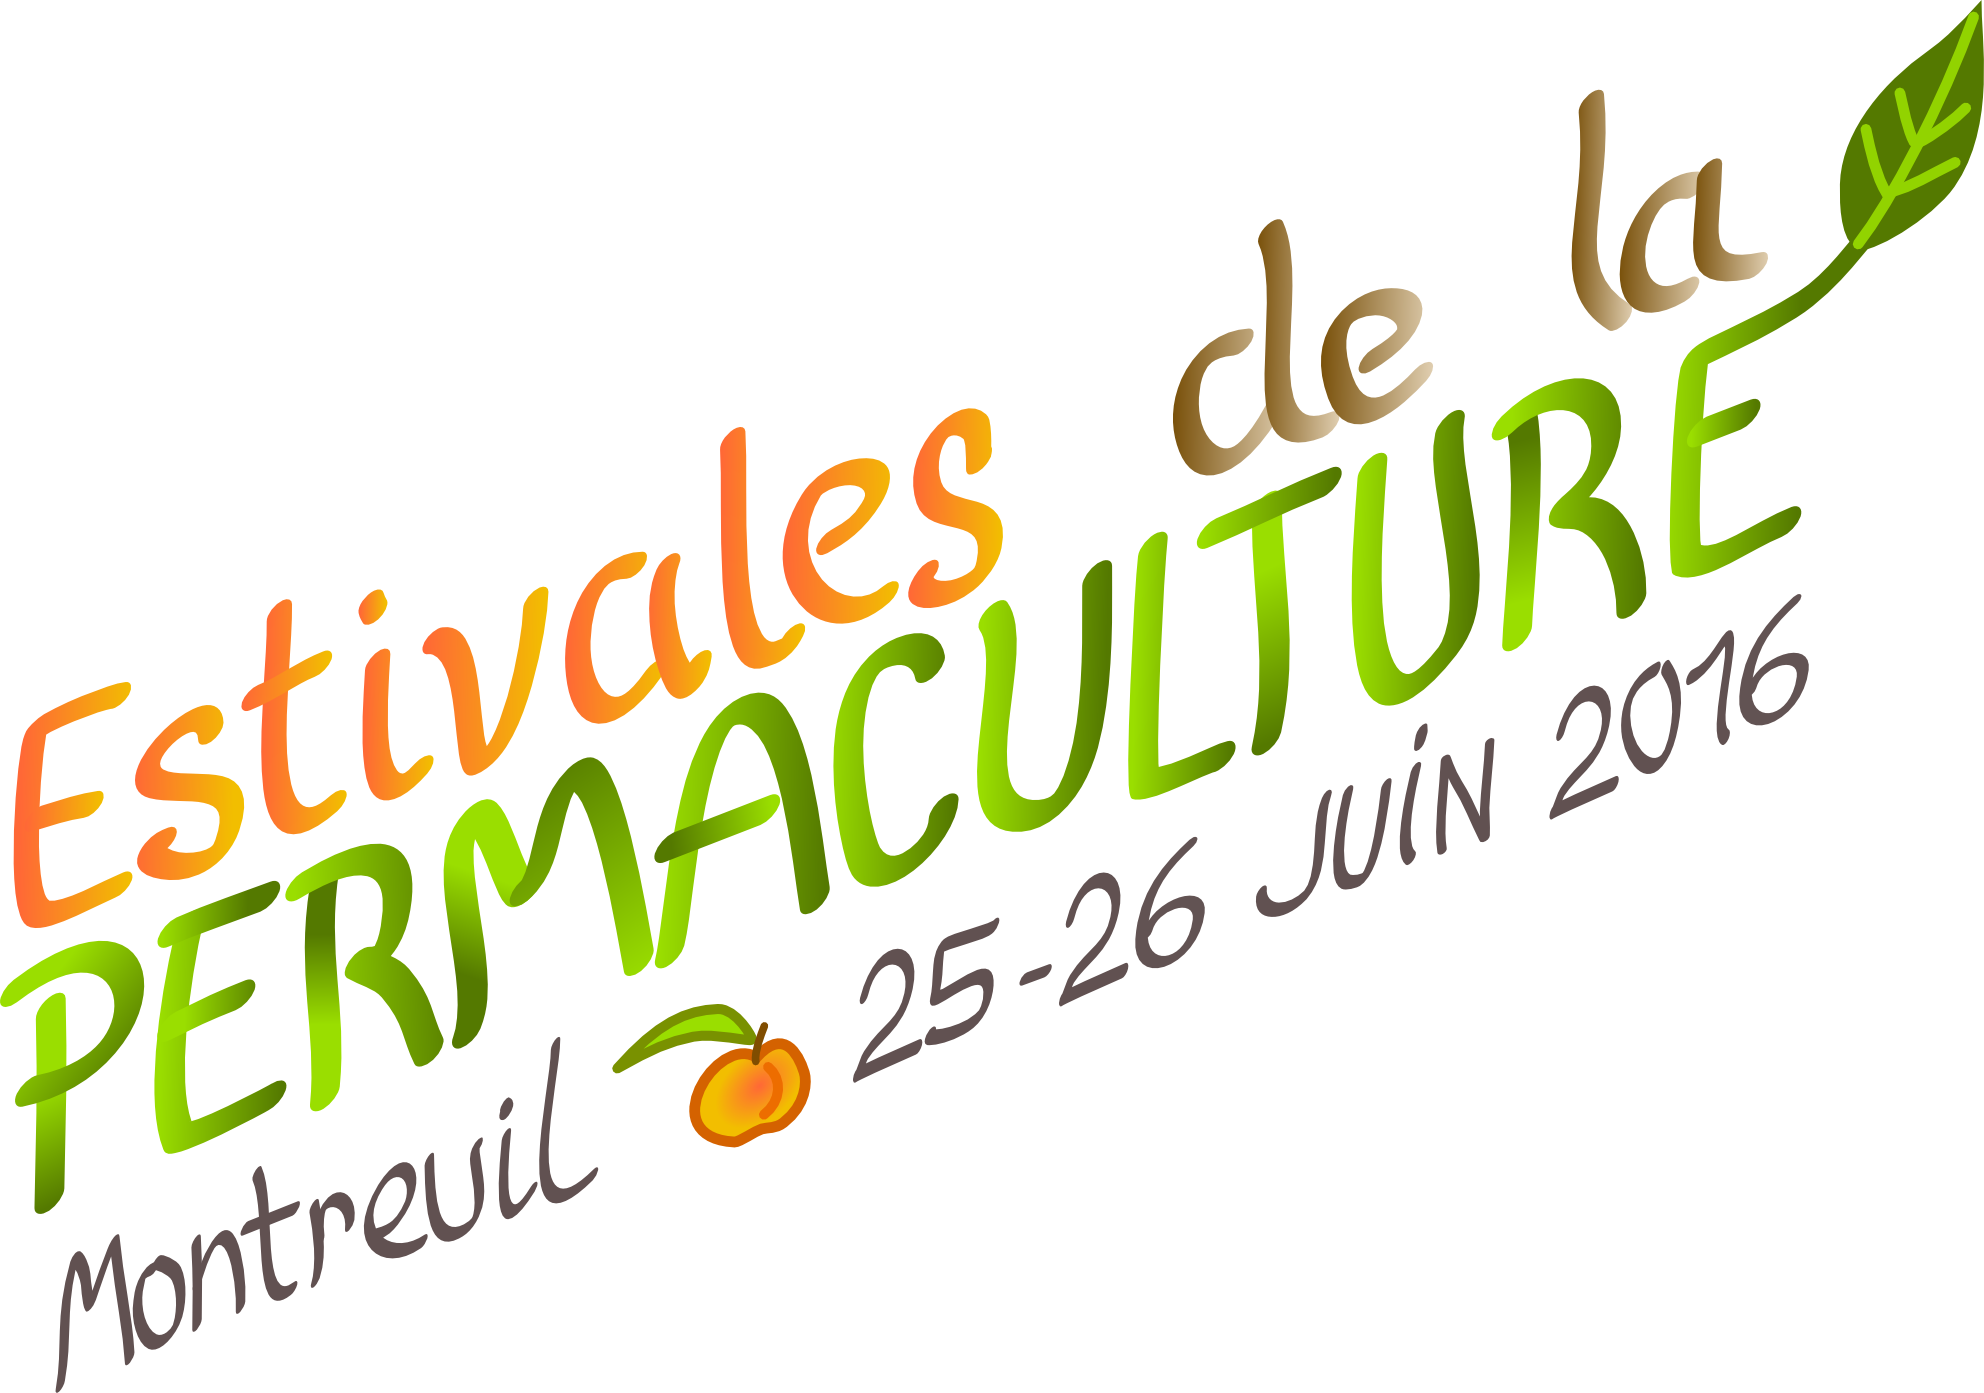 Estivales de la
PERMACULTURE
Montreuil 25-26 JUiN 2016